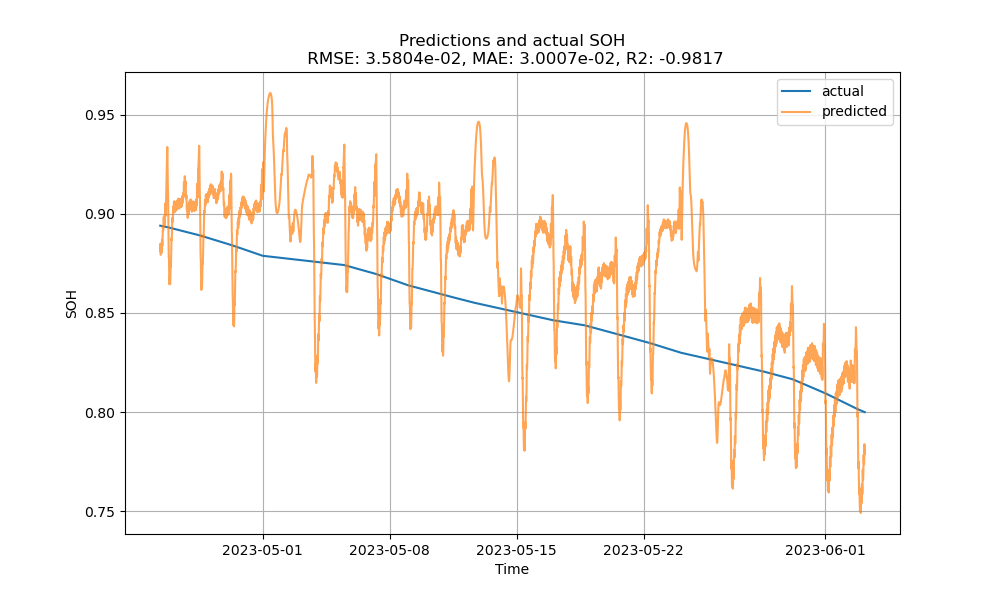 Predictions and actual SOH
RMSE: 3.5804e-02, MAE: 3.0007e-02, R2: -0.9817
actual
predicted
0.95
0.90
0.85
0.80
0.75
SOH
2023-05-01
2023-05-08
2023-05-15
2023-05-22
2023-06-01
Time